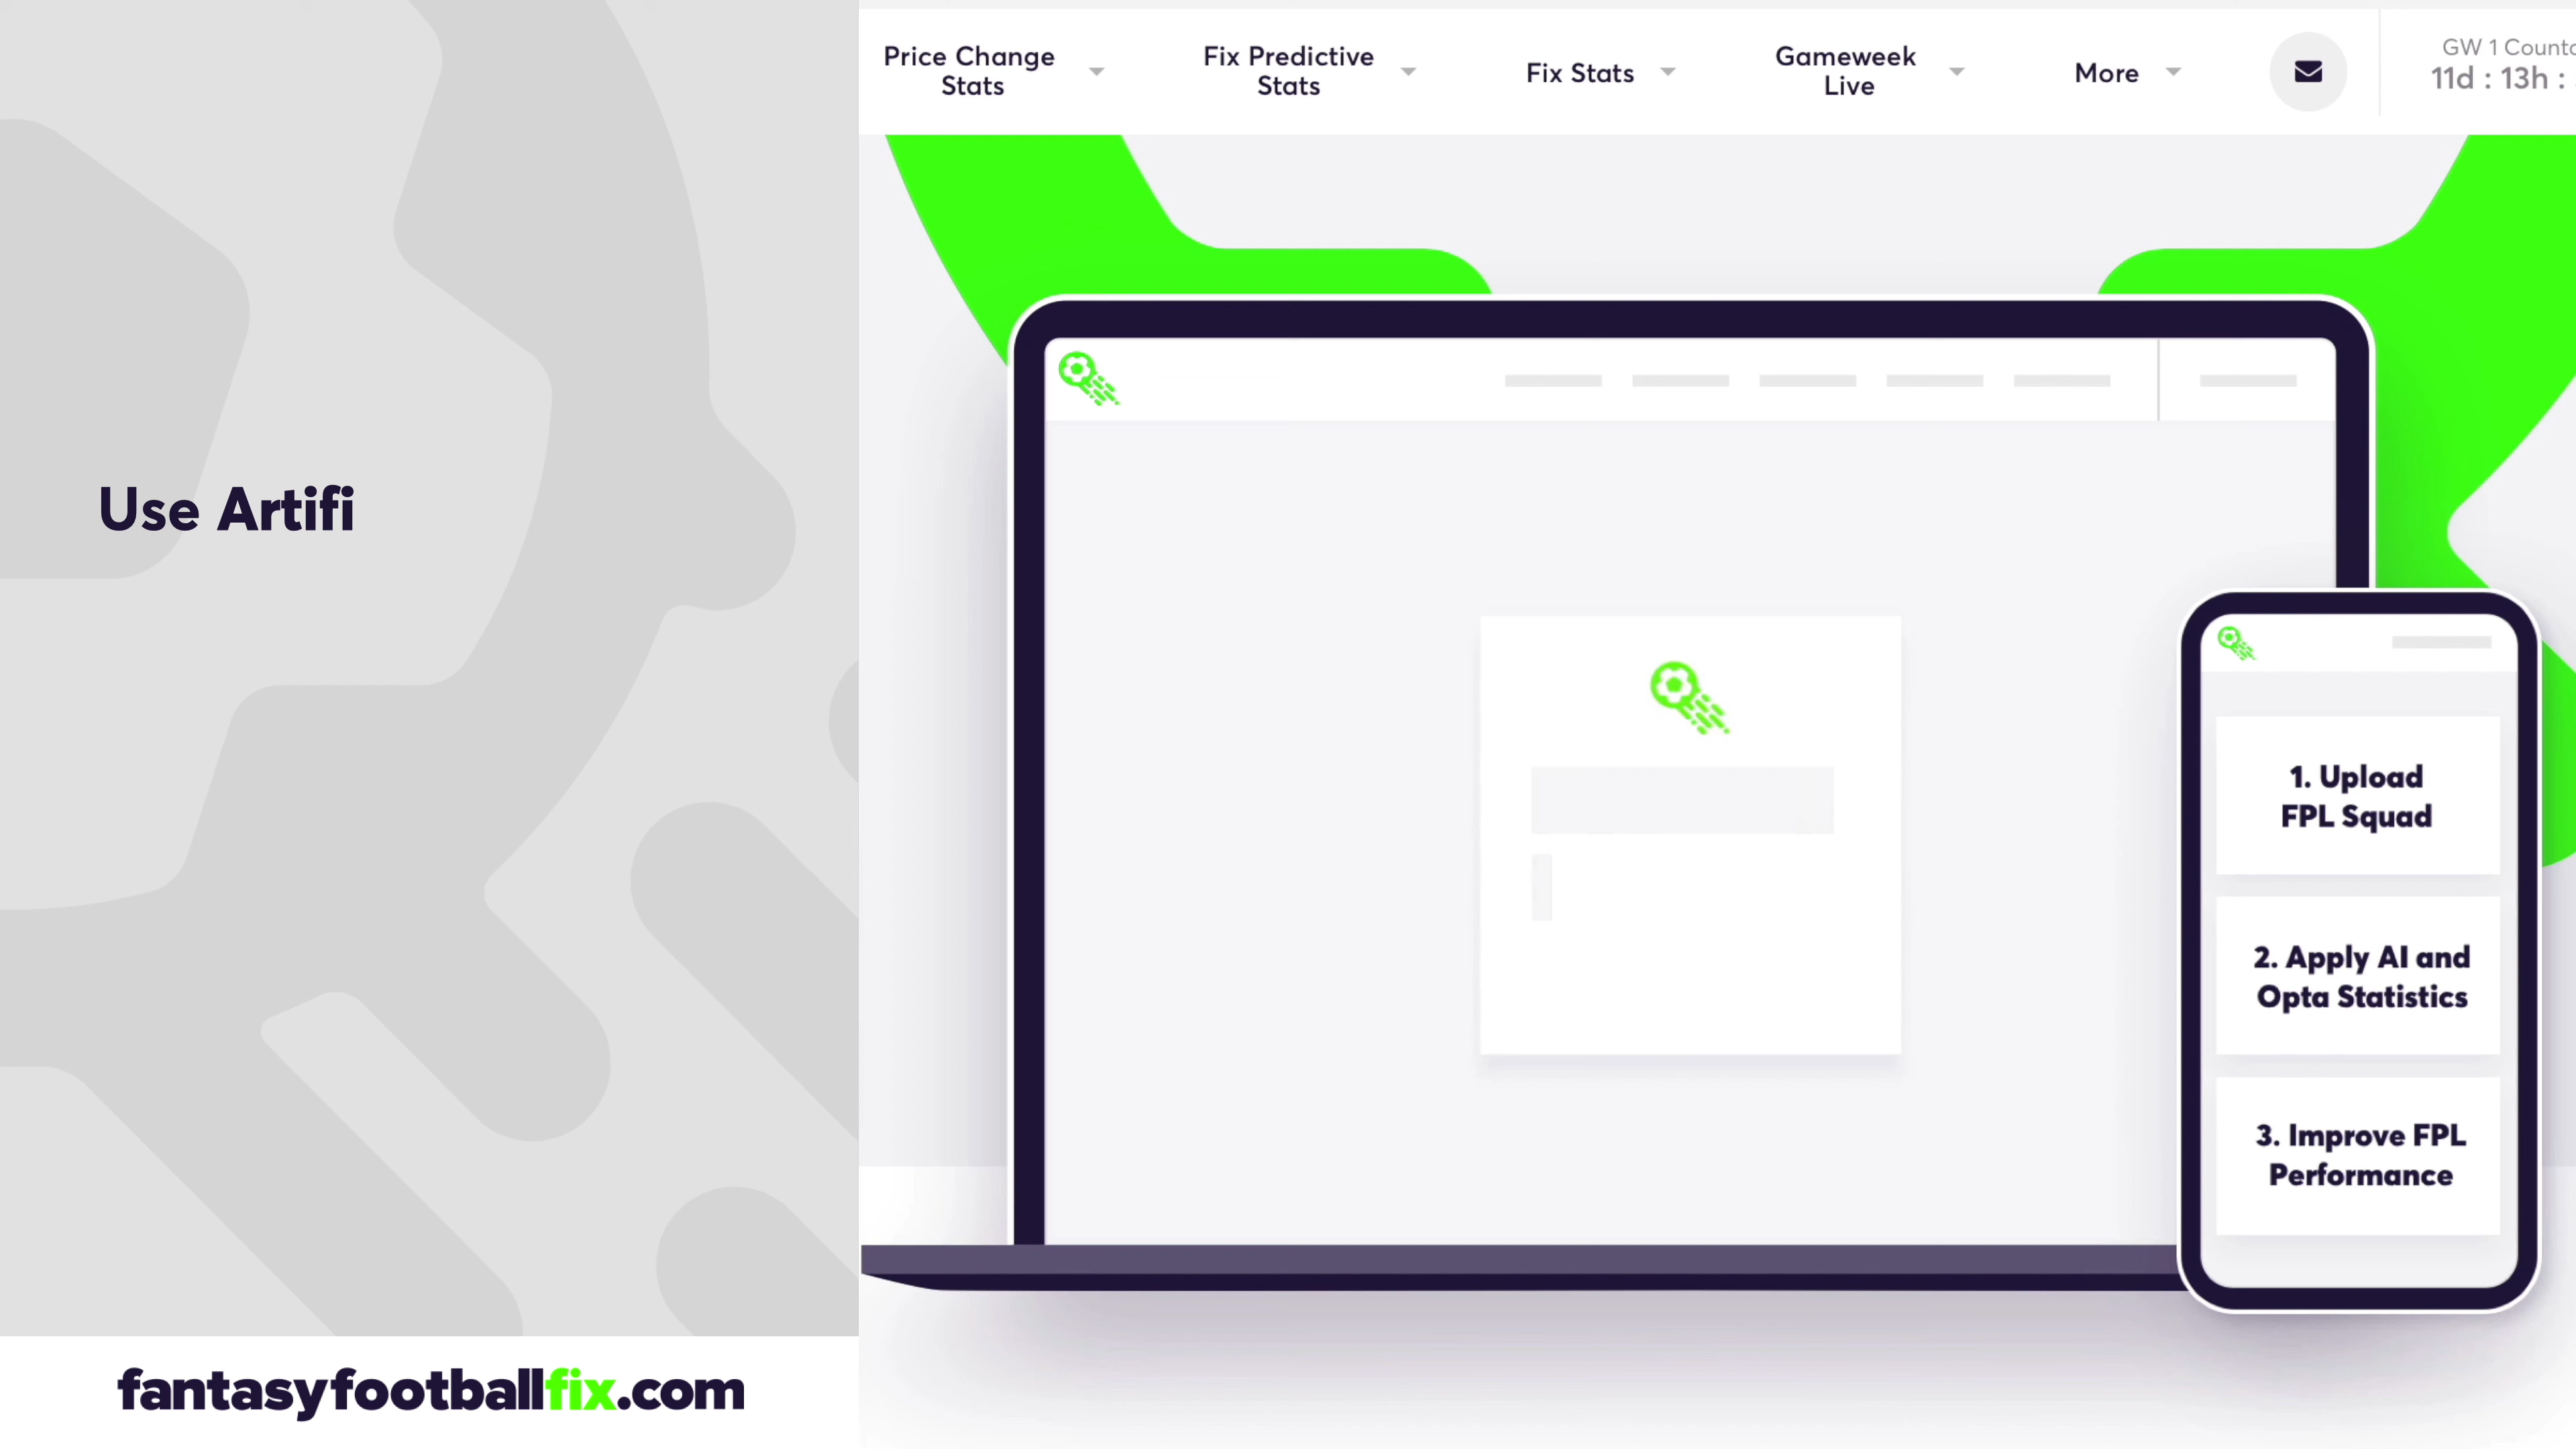 Use Artifi
fantasyfootballfix.com
Price Change
Stats
Fix Predictive
Stats
Fix Stats
Gameweek
Live
More
GW 1 Countd
11d : 13h :
1. Upload
FPL Squad
2. Apply AI and
Opta Statistics
3. Improve FPL
Performance